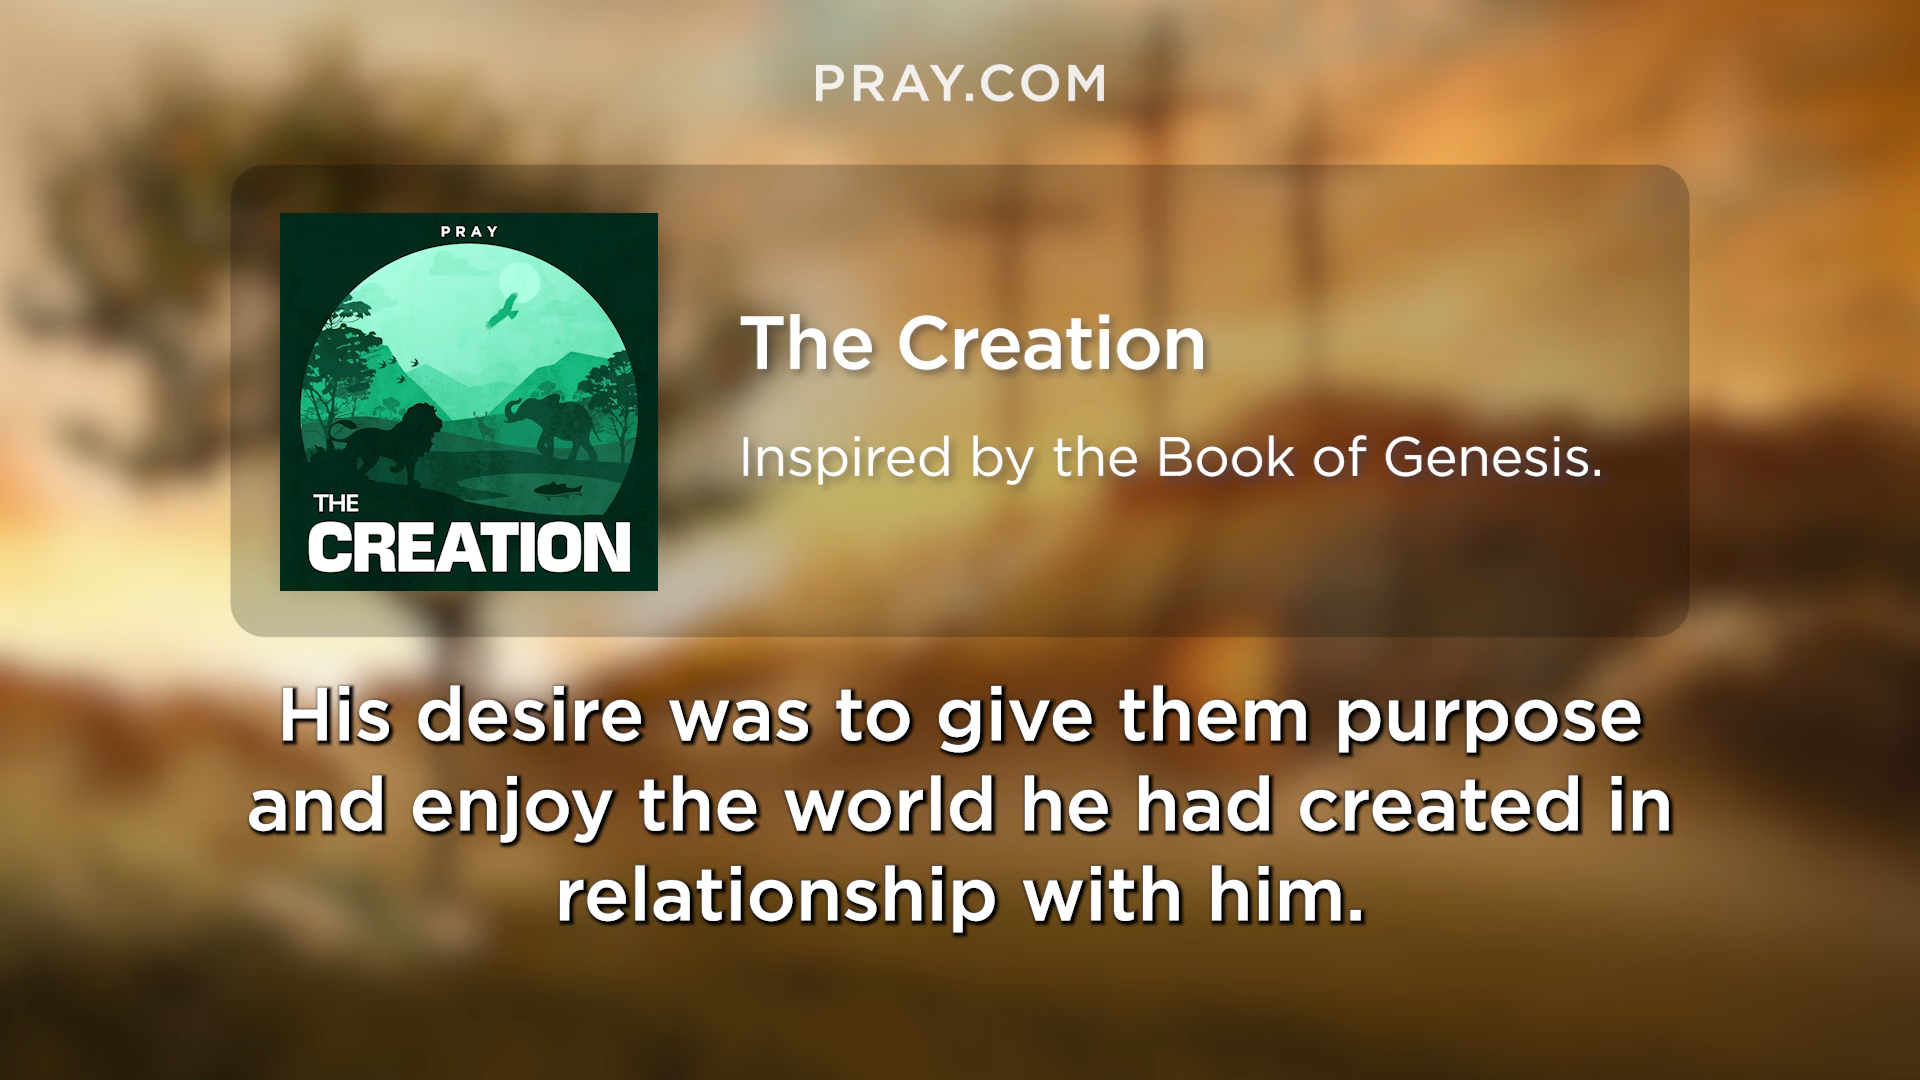 PRAY.COM
PRAY
THE
CREATION
The Creation
Inspired by the Book of Genesis.
His desire was to give them purpose
and enjoy the world he had created in
relationship with him.